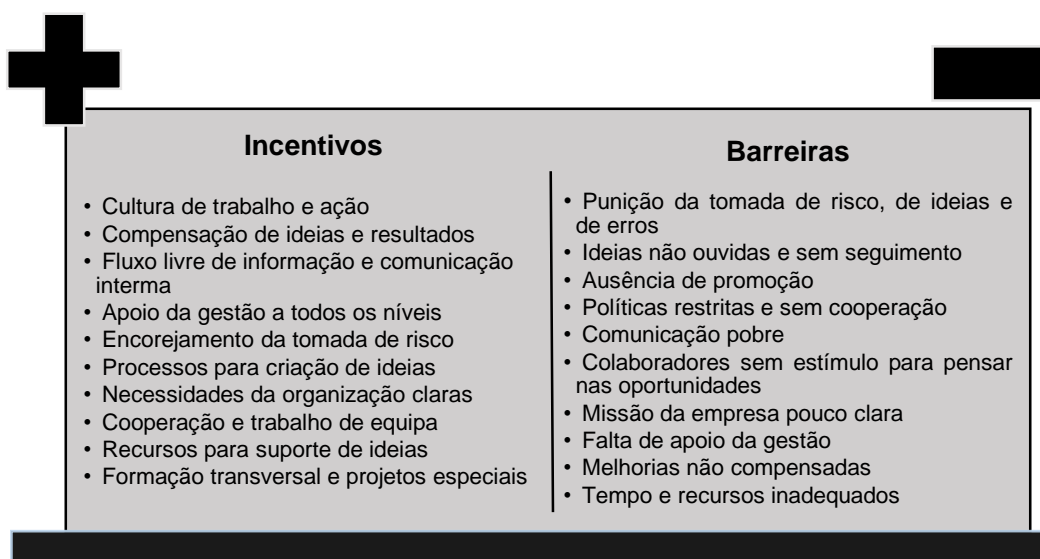 Incentivos
• Cultura de trabalho e ação
• Compensação de ideias e resultados
• Fluxo livre de informação e comunicação
interma
• Apoio da gestão a todos os níveis
• Encorejamento da tomada de risco
• Processos para criação de ideias
• Necessidades da organização claras
• Cooperação e trabalho de equipa
• Recursos para suporte de ideias
• Formação transversal e projetos especiais
Barreiras
• Punição da tomada de risco, de ideias e
de erros
• Ideias não ouvidas e sem seguimento
• Ausência de promoção
• Políticas restritas e sem cooperação
• Comunicação pobre
• Colaboradores sem estímulo para pensar
nas oportunidades
• Missão da empresa pouco clara
• Falta de apoio da gestão
• Melhorias não compensadas
• Tempo e recursos inadequados